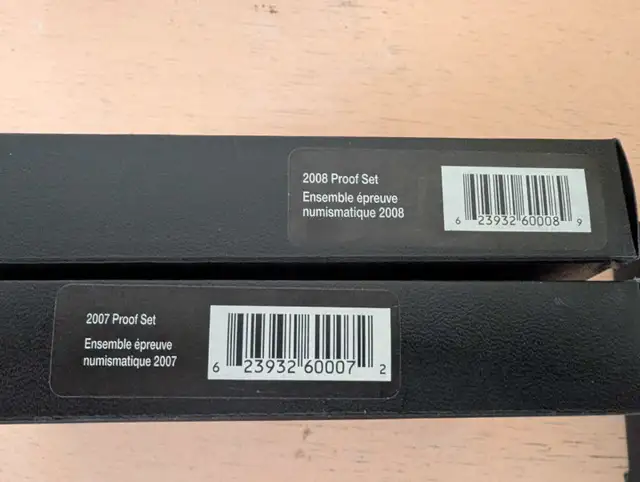 2008 Proof Set
Ensemble épreuve
numismatique 2008
6 23932 60008 9
2007 Proof Set
Ensemble épreuve
numismatique 2007
6 23932 60007 2